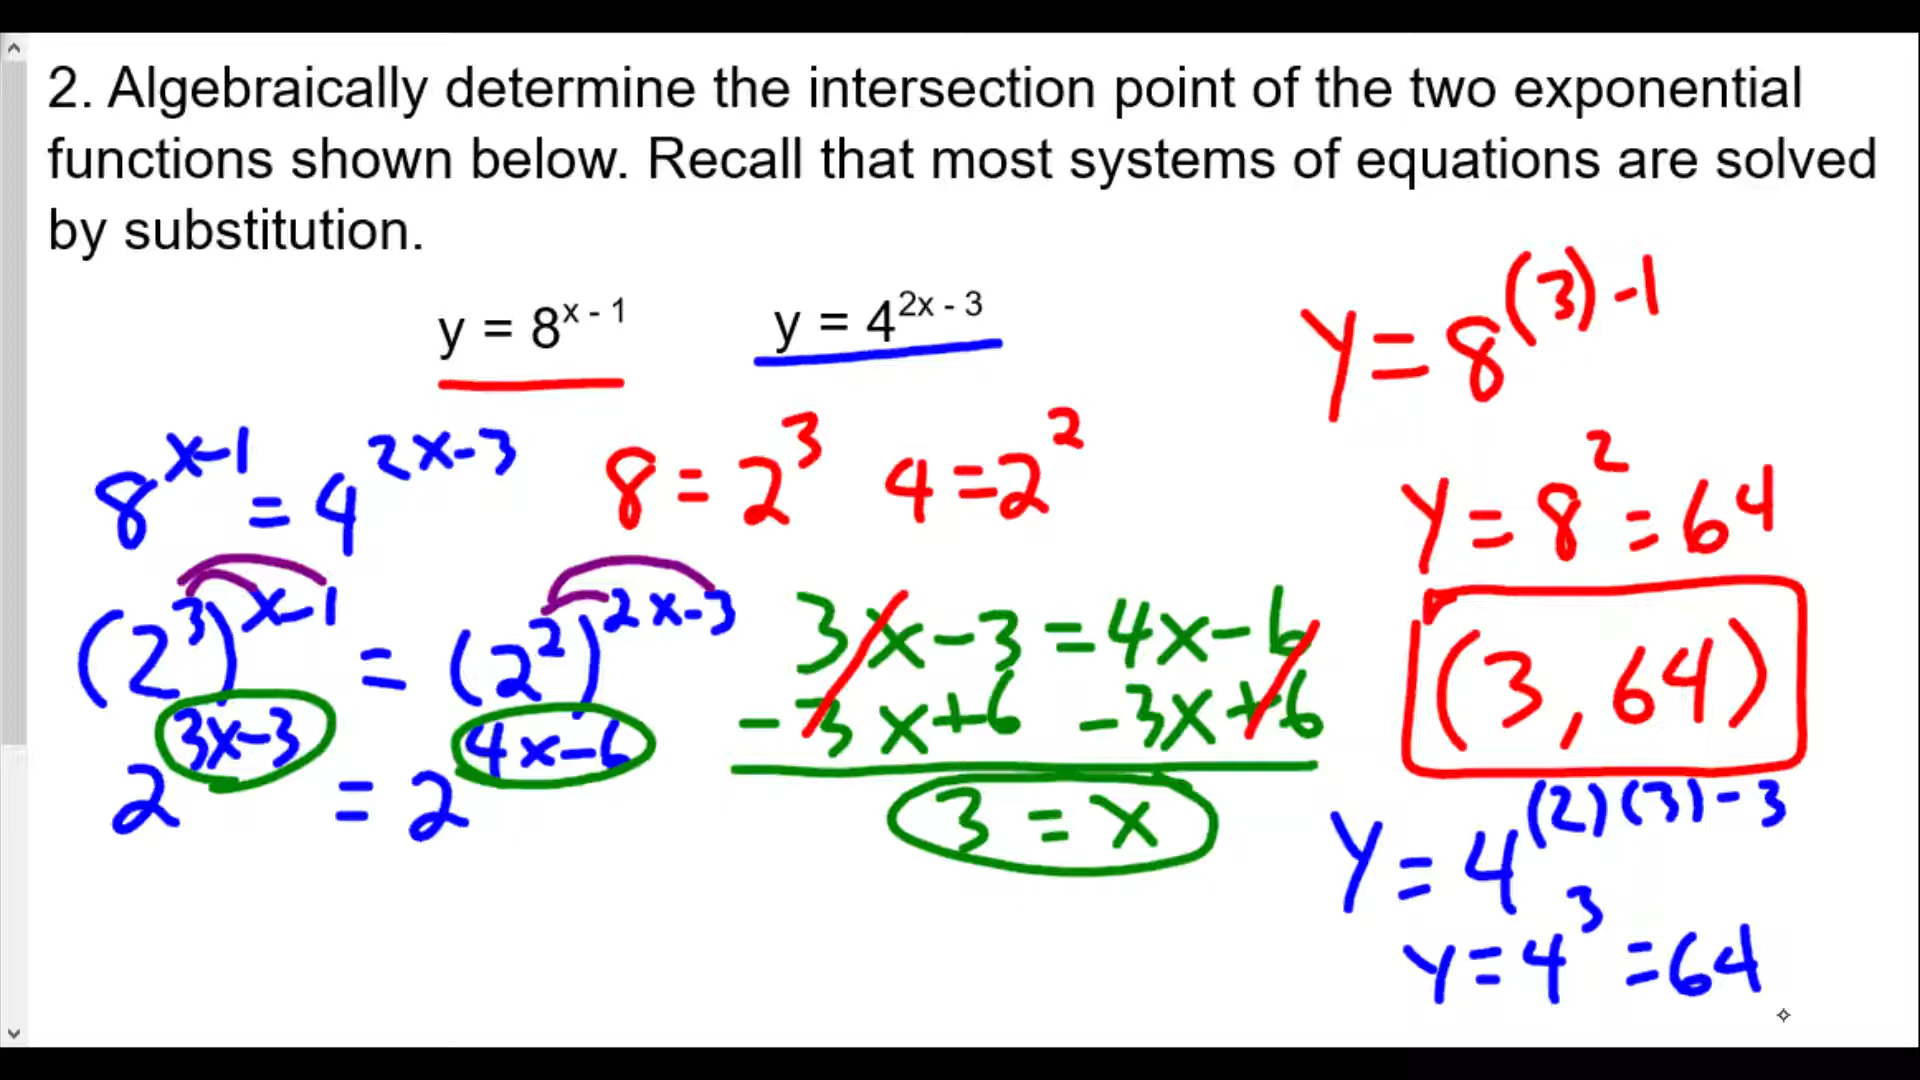 2. Algebraically determine the intersection point of the two exponential
functions shown below. Recall that most systems of equations are solved
by substitution.
y = 8^(x - 1)    y = 4^(2x - 3)
8^(x-1) = 4^(2x-3)
8 = 2^3    4 = 2^2
(2^3)^(x-1) = (2^2)^(2x-3)
2^(3x-3) = 2^(4x-6)
3x-3 = 4x-6
-3x+6    -3x+6
3 = x
y = 8^((3)-1)
y = 8^2 = 64
(3, 64)
y = 4^((2)(3)-3)
y = 4^3 = 64